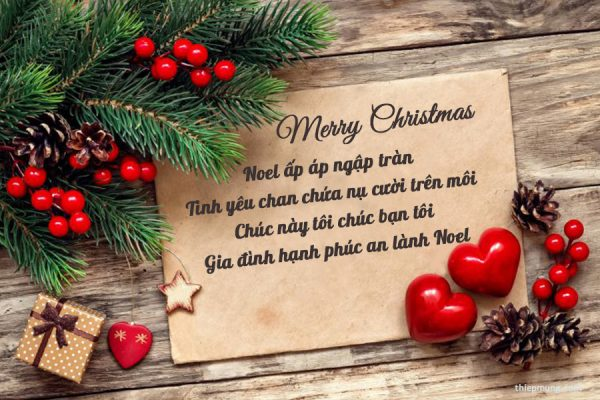 Merry Christmas
Noel ấp áp ngập tràn
Tình yêu chan chứa nụ cười trên môi
Chúc này tôi chúc bạn tôi
Gia đình hạnh phúc an lành Noel
thiepmung.com